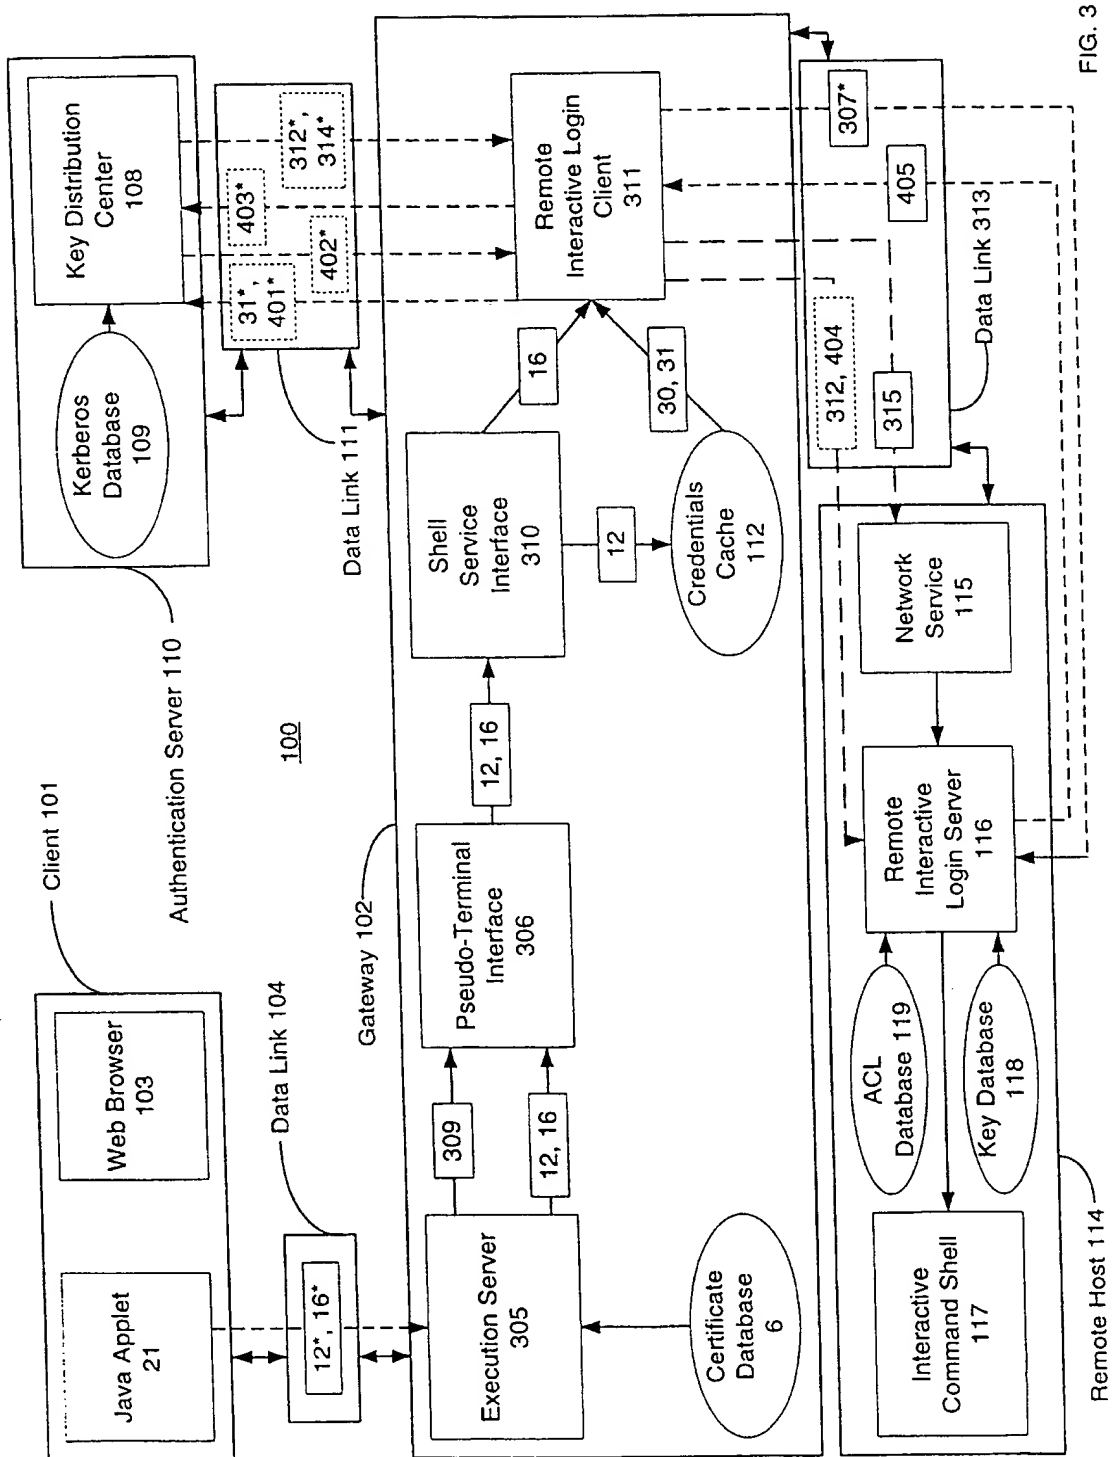 Client 101
Java Applet
21
Web Browser
103
Authentication Server 110
Kerberos
Database
109
Key Distribution
Center
108
Data Link 104
12*, 16*
100
Data Link 111
31*,
401*
403*
402*
312*,
314*
Gateway 102
Execution Server
305
Certificate
Database
6
309
12, 16
Pseudo-Terminal
Interface
306
12, 16
Shell
Service
Interface
310
12
Credentials
Cache
112
16
30, 31
Remote
Interactive Login
Client
311
312, 404
315
405
307*
Data Link 313
Remote Host 114
Interactive
Command Shell
117
ACL
Database 119
Key Database
118
Remote
Interactive
Login Server
116
Network
Service
115
FIG. 3